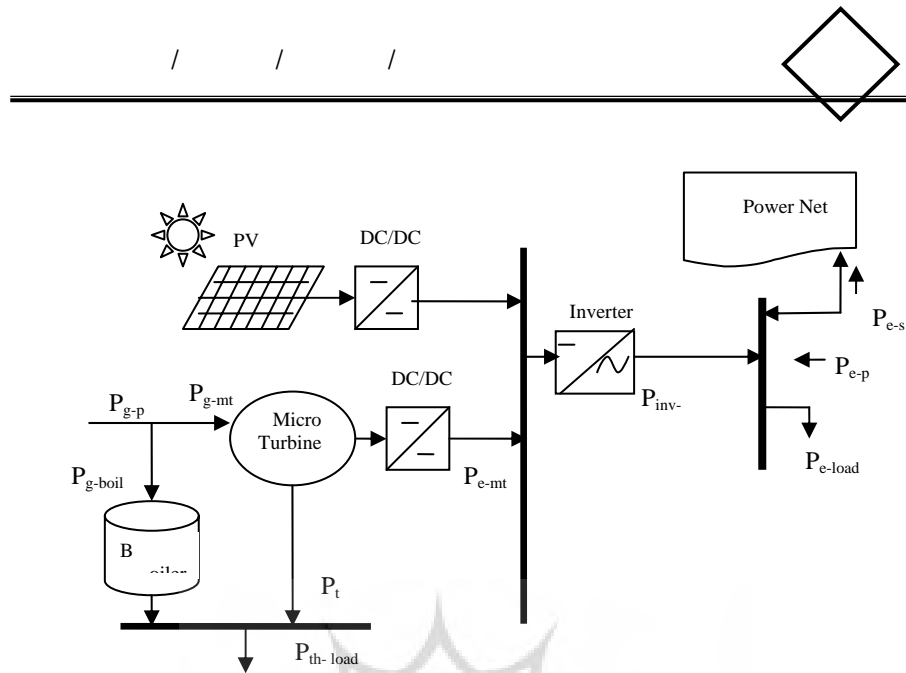 / / /
Power Net
PV
DC/DC
Inverter
P_e-s
P_e-p
DC/DC
P_g-p
P_g-mt
Micro
Turbine
P_inv-
P_g-boil
P_e-mt
P_e-load
B
oiler
P_t
P_th- load